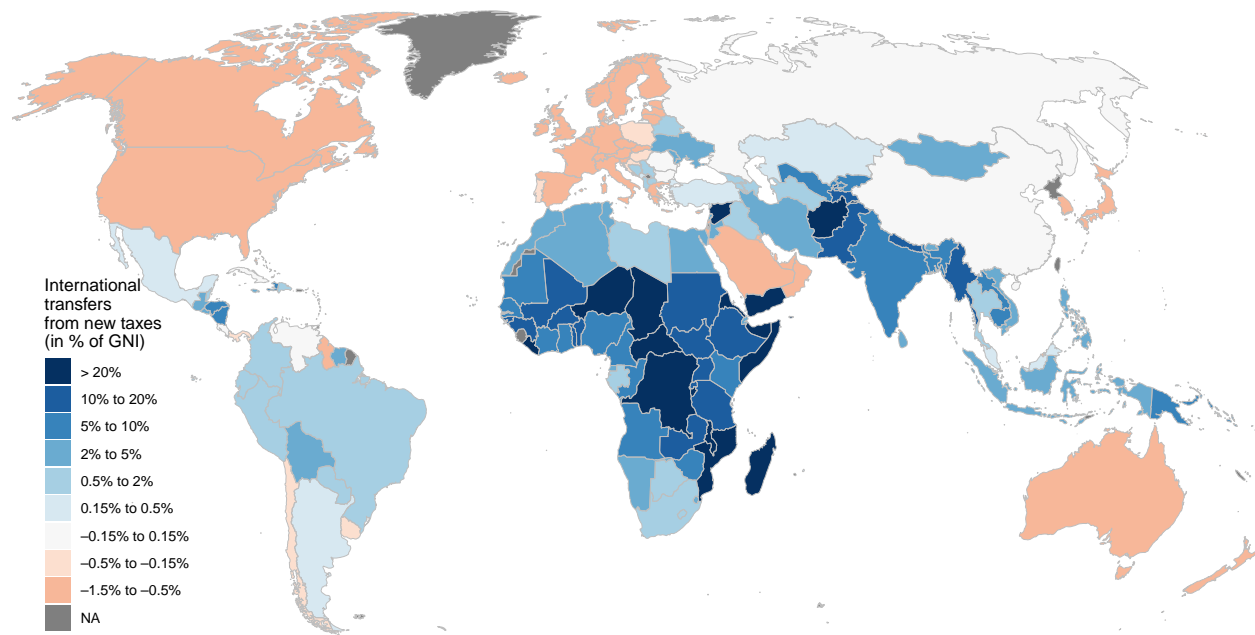 International
transfers
from new taxes
(in % of GNI)
> 20%
10% to 20%
5% to 10%
2% to 5%
0.5% to 2%
0.15% to 0.5%
–0.15% to 0.15%
–0.5% to –0.15%
–1.5% to –0.5%
NA